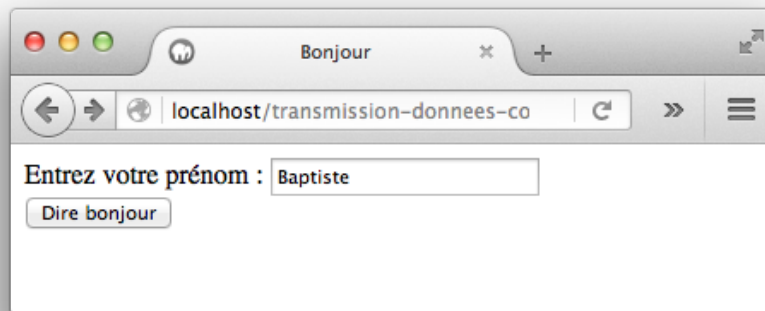 Bonjour
localhost/transmission-donnees-co
Entrez votre prénom : Baptiste
Dire bonjour